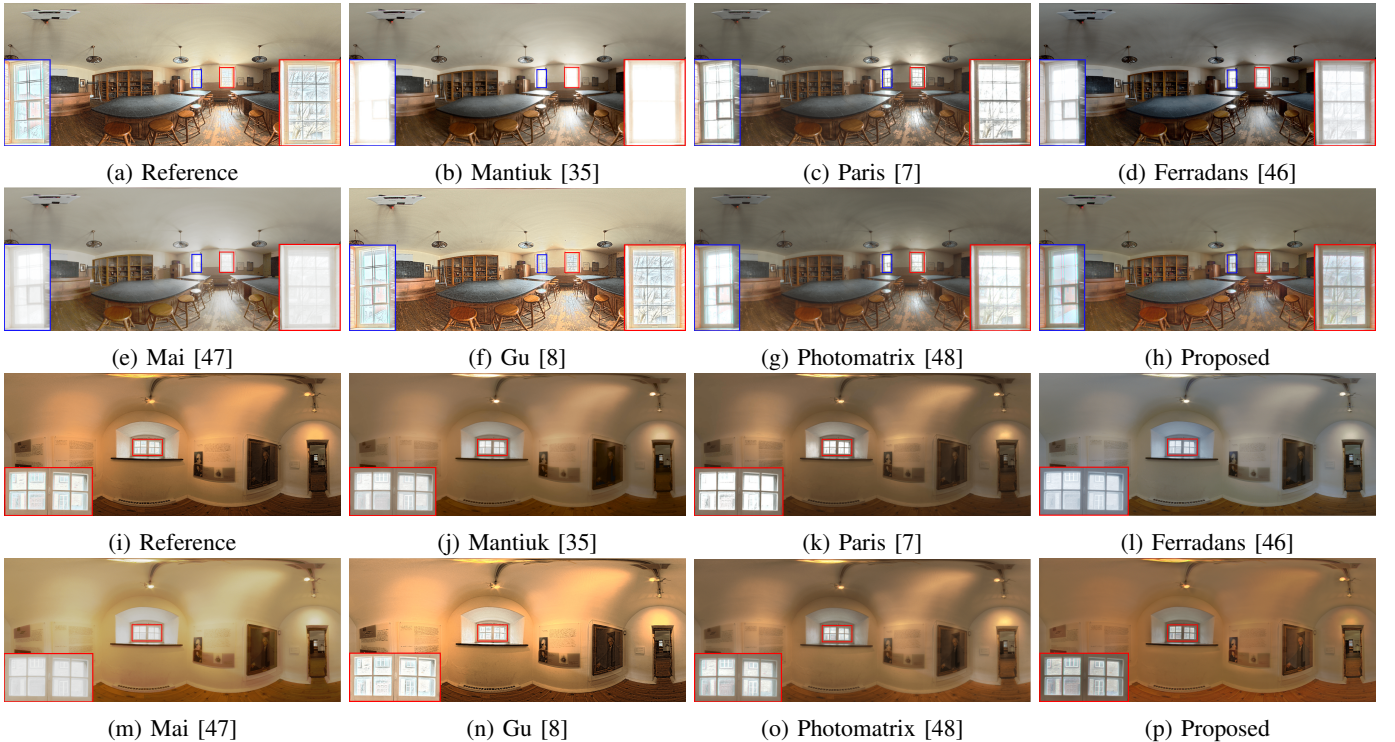 (a) Reference
(b) Mantiuk [35]
(c) Paris [7]
(d) Ferradans [46]
(e) Mai [47]
(f) Gu [8]
(g) Photomatrix [48]
(h) Proposed
(i) Reference
(j) Mantiuk [35]
(k) Paris [7]
(l) Ferradans [46]
(m) Mai [47]
(n) Gu [8]
(o) Photomatrix [48]
(p) Proposed